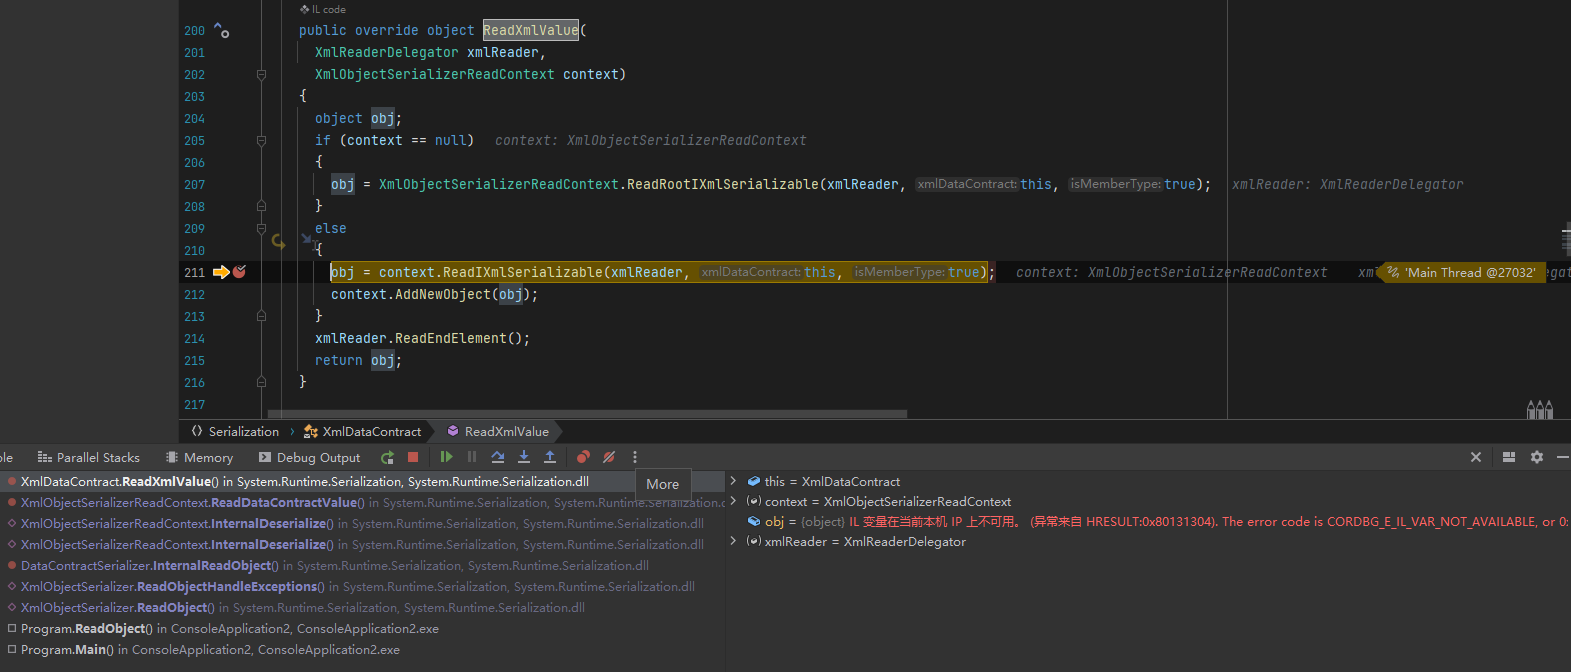 IL code
200 public override object ReadXmlValue(
201 XmlReaderDelegator xmlReader,
202 XmlObjectSerializerReadContext context)
203 {
204 object obj;
205 if (context == null) context: XmlObjectSerializerReadContext
206 {
207 obj = XmlObjectSerializerReadContext.ReadRootIXmlSerializable(xmlReader, xmlDataContract: this, isMemberType: true); xmlReader: XmlReaderDelegator
208 }
209 else
210 {
211 obj = context.ReadIXmlSerializable(xmlReader, xmlDataContract: this, isMemberType: true); context: XmlObjectSerializerReadContext 'Main Thread @27032'
212 context.AddNewObject(obj);
213 }
214 xmlReader.ReadEndElement();
215 return obj;
216 }
217
Serialization XmlDataContract ReadXmlValue
Parallel Stacks Memory Debug Output
XmlDataContract.ReadXmlValue() in System.Runtime.Serialization, System.Runtime.Serialization.dll
XmlObjectSerializerReadContext.ReadDataContractValue() in System.Runtime.Serialization, System.Runtime.Serialization.d
XmlObjectSerializerReadContext.InternalDeserialize() in System.Runtime.Serialization, System.Runtime.Serialization.dll
XmlObjectSerializerReadContext.InternalDeserialize() in System.Runtime.Serialization, System.Runtime.Serialization.dll
DataContractSerializer.InternalReadObject() in System.Runtime.Serialization, System.Runtime.Serialization.dll
XmlObjectSerializer.ReadObjectHandleExceptions() in System.Runtime.Serialization, System.Runtime.Serialization.dll
XmlObjectSerializer.ReadObject() in System.Runtime.Serialization, System.Runtime.Serialization.dll
Program.ReadObject() in ConsoleApplication2, ConsoleApplication2.exe
Program.Main() in ConsoleApplication2, ConsoleApplication2.exe
More
this = XmlDataContract
context = XmlObjectSerializerReadContext
obj = {object} IL 变量在当前本机 IP 上不可用。 (异常来自 HRESULT:0x80131304). The error code is CORDBG_E_IL_VAR_NOT_AVAILABLE, or 0:
xmlReader = XmlReaderDelegator